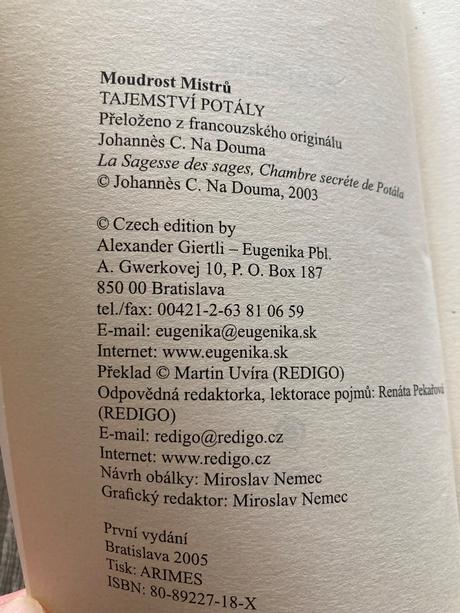 Moudrost Mistrů
TAJEMSTVÍ POTÁLY
Přeloženo z francouzského originálu
Johannès C. Na Douma
La Sagesse des sages, Chambre secréte de Potála
© Johannès C. Na Douma, 2003
© Czech edition by
Alexander Giertli – Eugenika Pbl.
A. Gwerkovej 10, P. O. Box 187
850 00 Bratislava
tel./fax: 00421-2-63 81 06 59
E-mail: eugenika@eugenika.sk
Internet: www.eugenika.sk
Překlad © Martin Uvíra (REDIGO)
Odpovědná redaktorka, lektorace pojmů: Renáta Pekařová
(REDIGO)
E-mail: redigo@redigo.cz
Internet: www.redigo.cz
Návrh obálky: Miroslav Nemec
Grafický redaktor: Miroslav Nemec
První vydání
Bratislava 2005
Tisk: ARIMES
ISBN: 80-89227-18-X